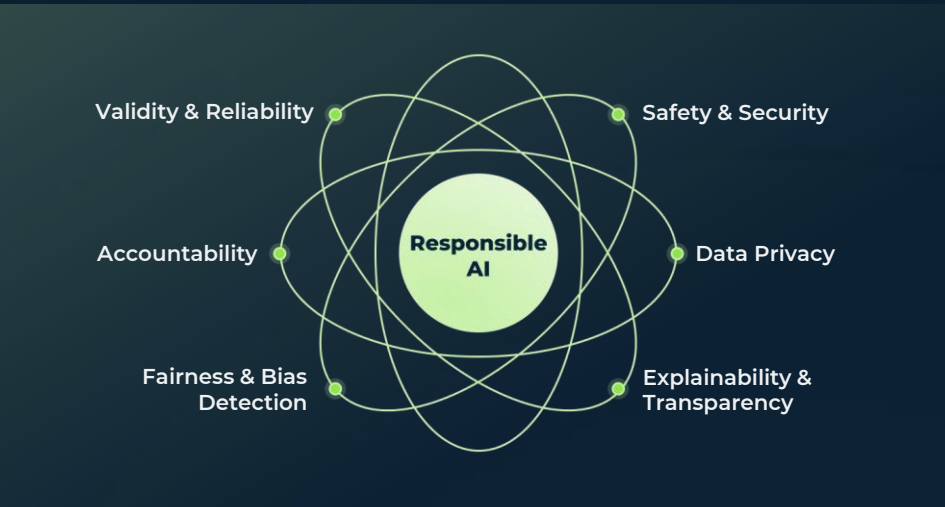 Validity & Reliability
Safety & Security
Responsible
AI
Accountability
Data Privacy
Fairness & Bias
Detection
Explainability &
Transparency